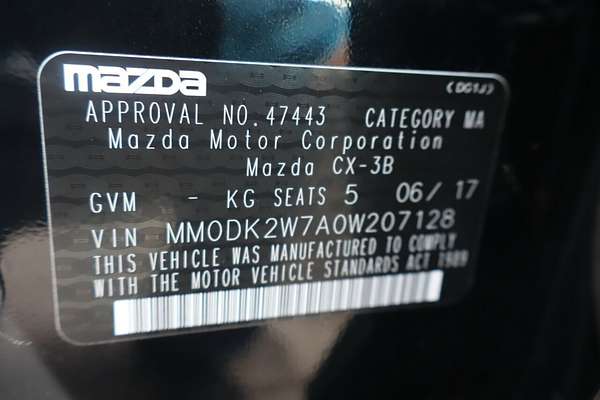 mazda (DG1J)
APPROVAL NO.47443 CATEGORY MA
Mazda Motor Corporation
Mazda CX-3B
GVM - KG SEATS 5 06/17
VIN MM0DK2W7A0W207128
THIS VEHICLE WAS MANUFACTURED TO COMPLY
WITH THE MOTOR VEHICLE STANDARDS ACT 1989